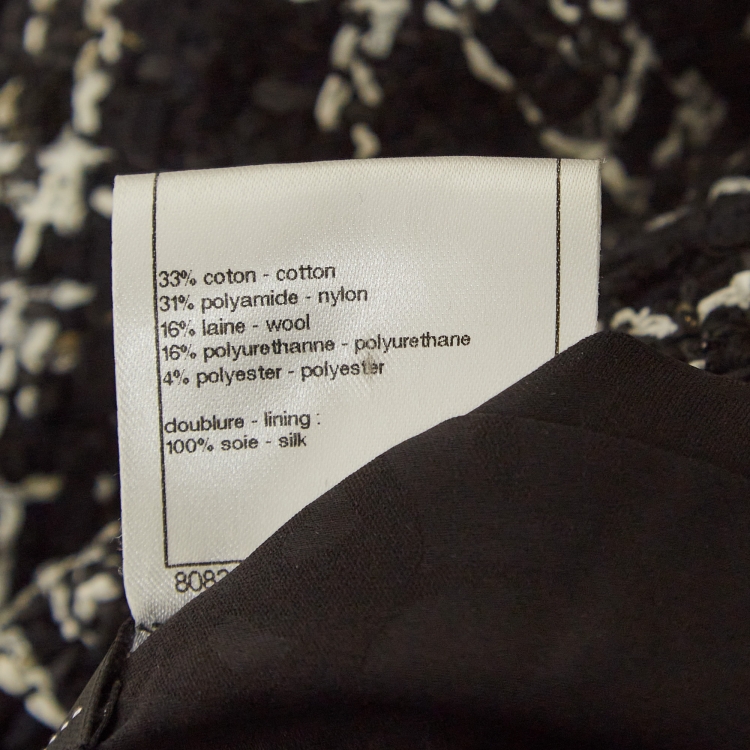 33% coton - cotton
31% polyamide - nylon
16% laine - wool
16% polyurethanne - polyurethane
4% polyester - polyester
doublure - lining :
100% soie - silk